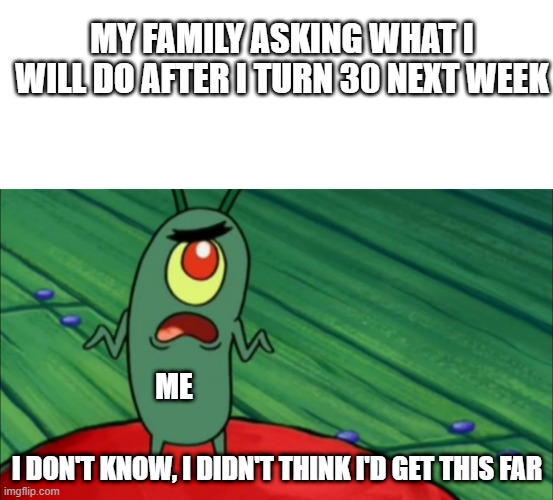 MY FAMILY ASKING WHAT I
WILL DO AFTER I TURN 30 NEXT WEEK
ME
I DON'T KNOW, I DIDN'T THINK I'D GET THIS FAR
imgflip.com